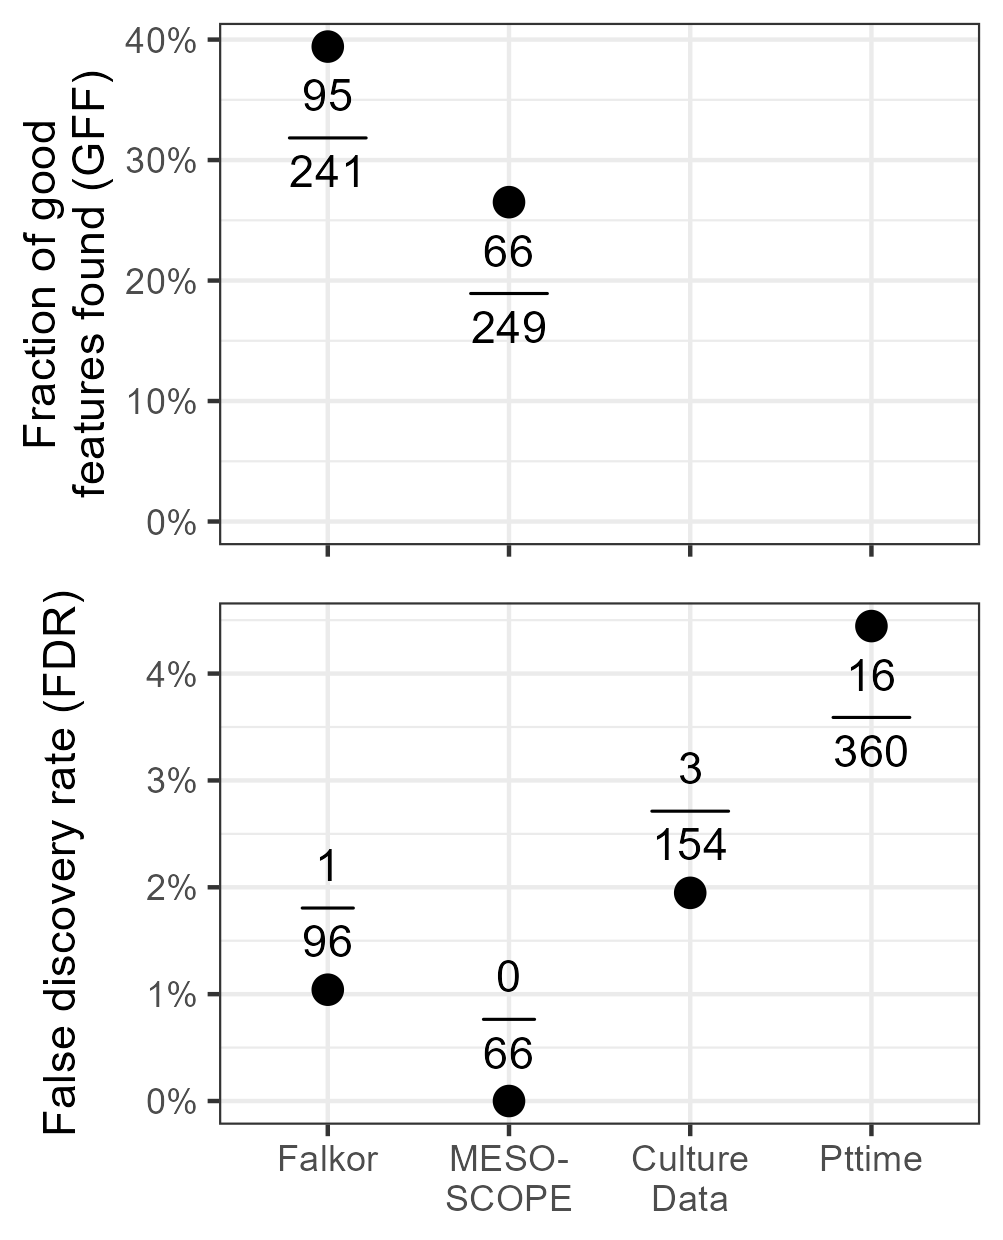 Fraction of good
features found (GFF)
40%
30%
20%
10%
0%
95
241
66
249
False discovery rate (FDR)
4%
3%
2%
1%
0%
1
96
0
66
3
154
16
360
Falkor
MESO-
SCOPE
Culture
Data
Pttime